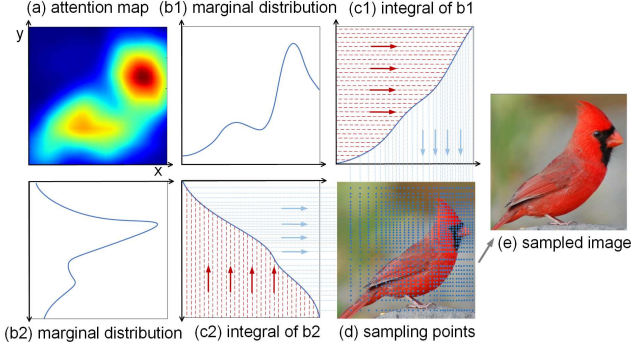 (a) attention map
(b1) marginal distribution
(c1) integral of b1
y
x
(b2) marginal distribution
(c2) integral of b2
(d) sampling points
(e) sampled image